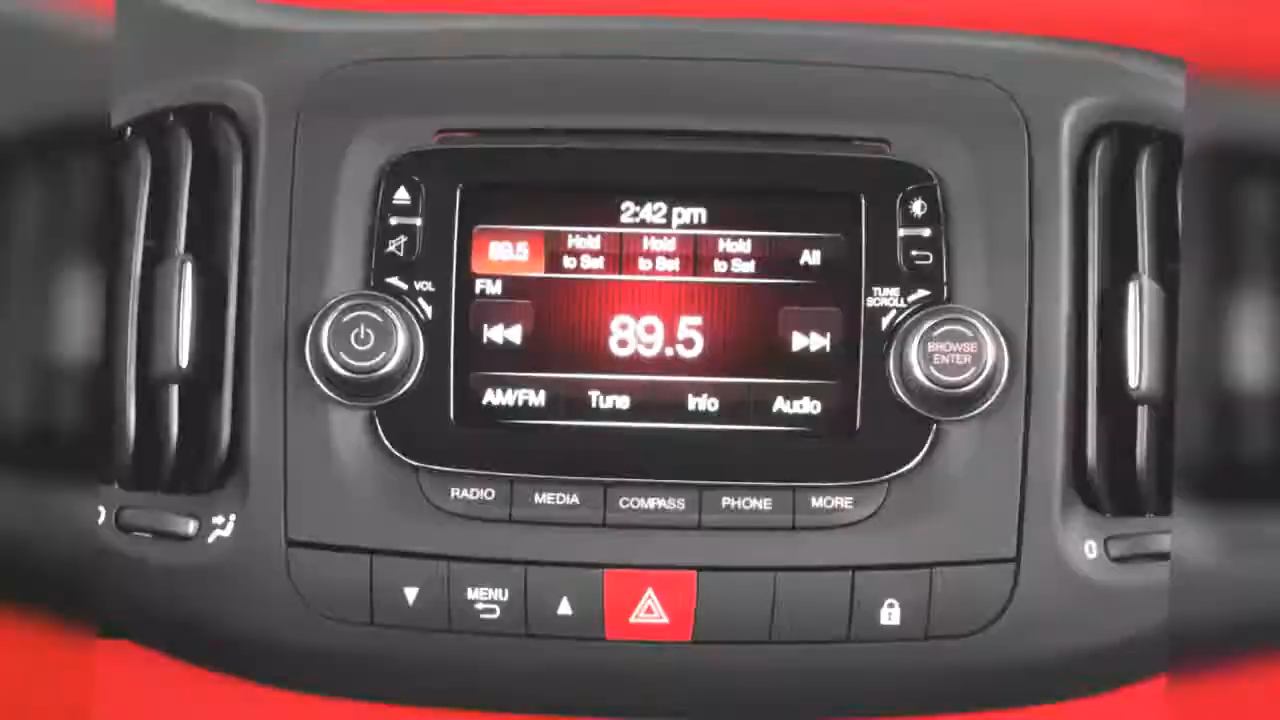 2:42 pm
89.5
Hold
to Set
Hold
to Set
Hold
to Set
All
FM
89.5
AM/FM
Tune
Info
Audio
VOL
TUNE
SCROLL
BROWSE
ENTER
RADIO
MEDIA
COMPASS
PHONE
MORE
MENU
0